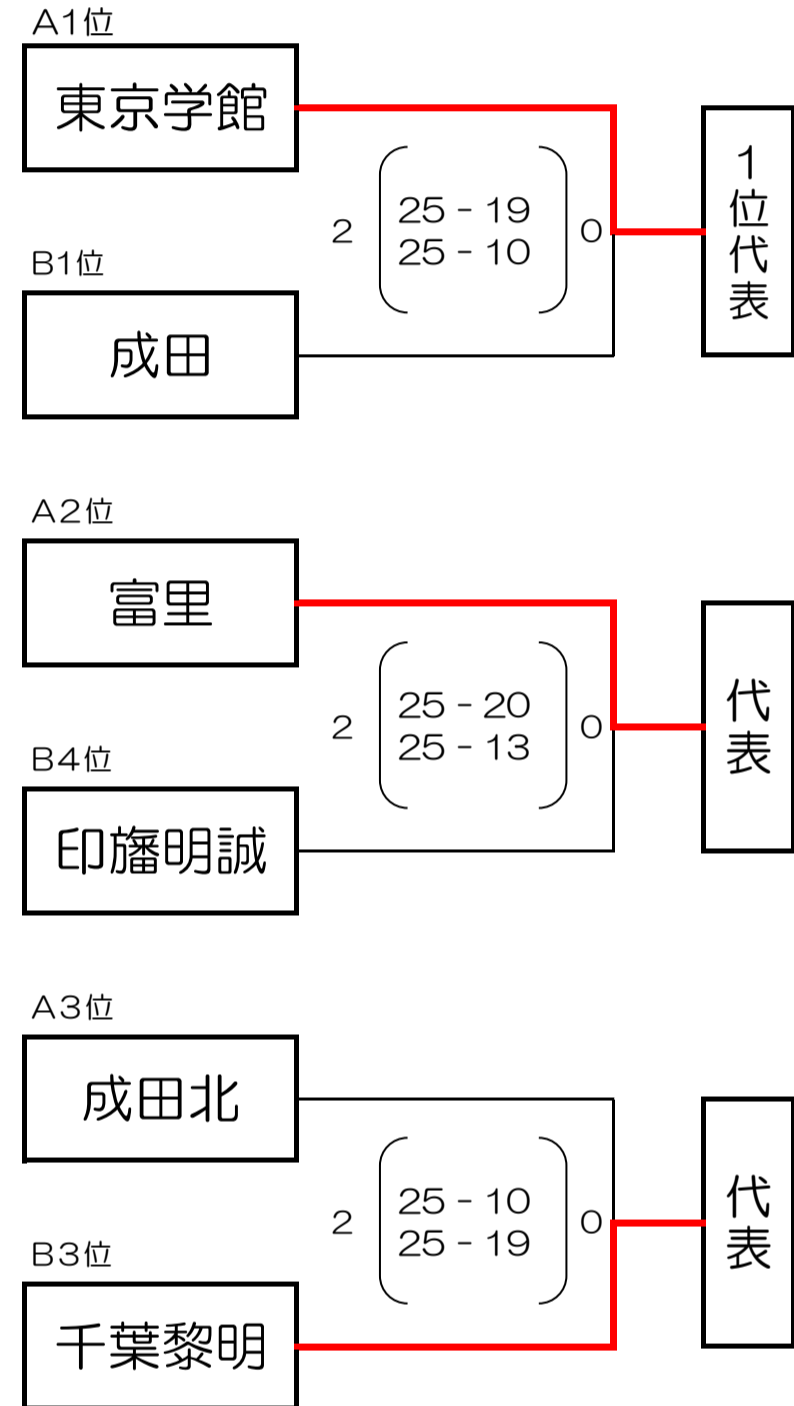 A1位
東京学館
2 25 - 19 0
25 - 10
1位代表
B1位
成田
A2位
富里
2 25 - 20 0
25 - 13
代表
B4位
印旛明誠
A3位
成田北
2 25 - 10 0
25 - 19
代表
B3位
千葉黎明